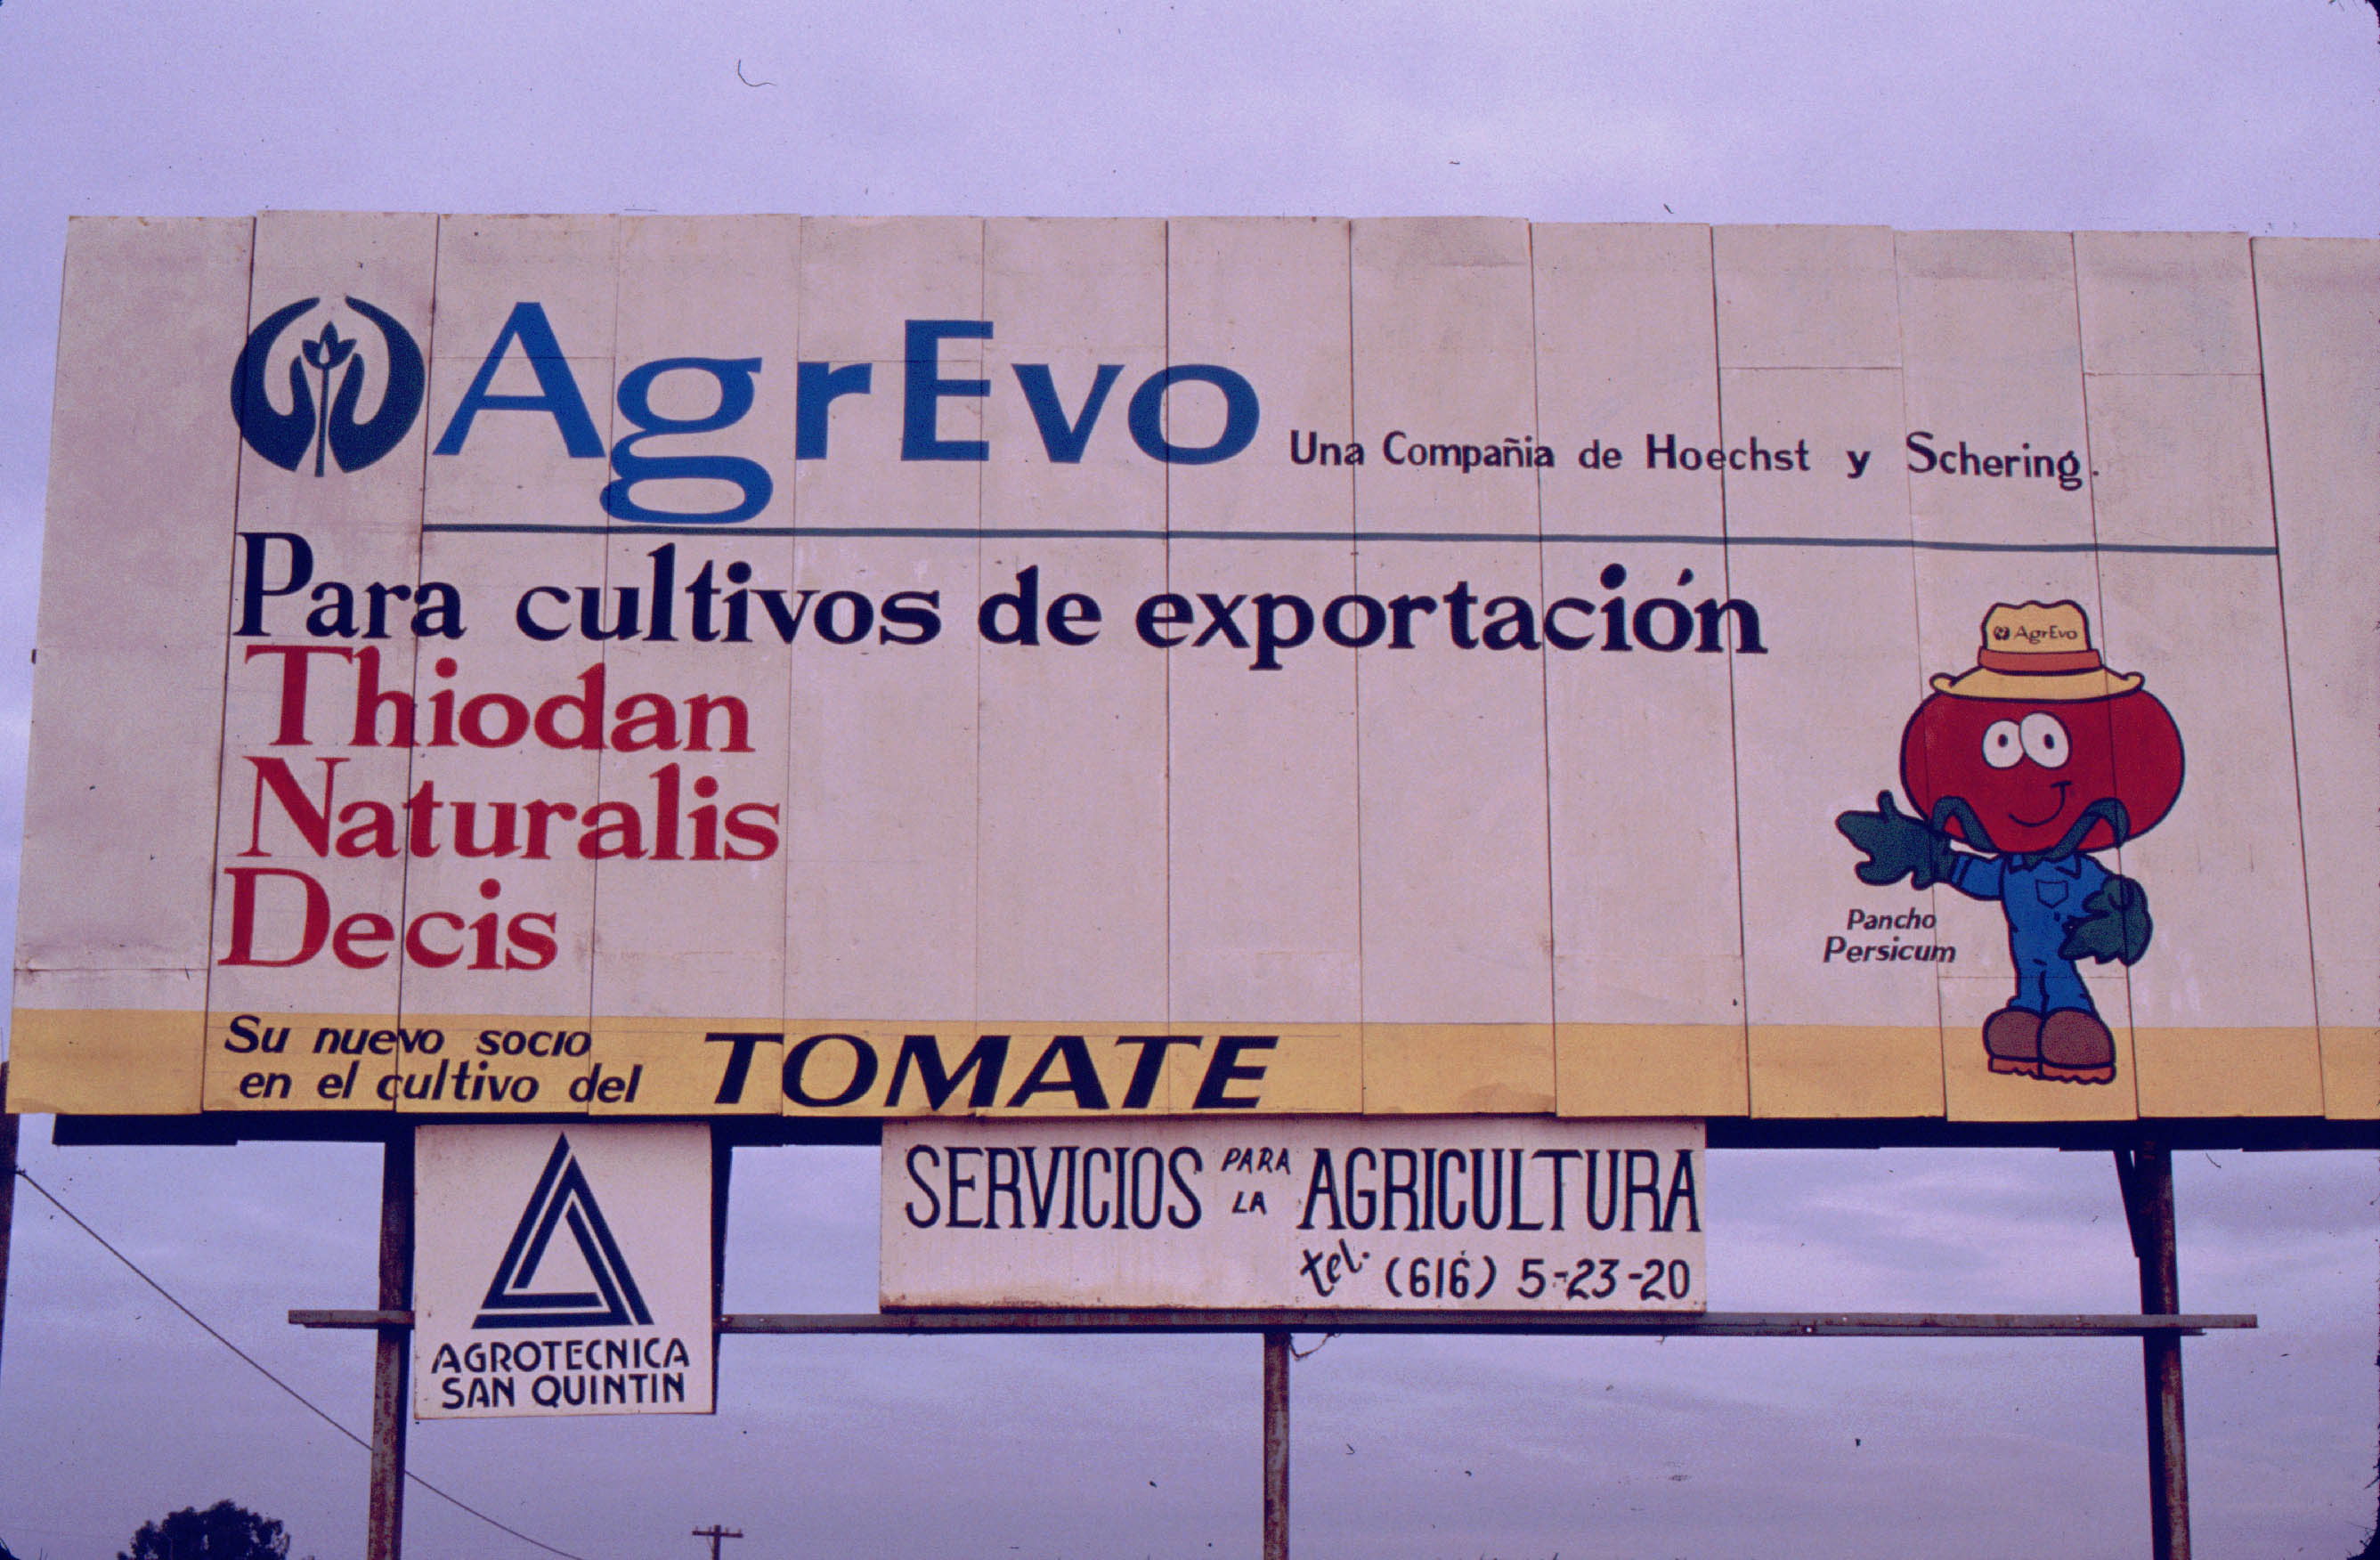 AgrEvo Una Compañia de Hoechst y Schering.
Para cultivos de exportación
Thiodan
Naturalis
Decis
AgrEvo
Pancho
Persicum
Su nuevo socio
en el cultivo del TOMATE
AGROTECNICA
SAN QUINTIN
SERVICIOS PARA LA AGRICULTURA
tel. (616) 5-23-20